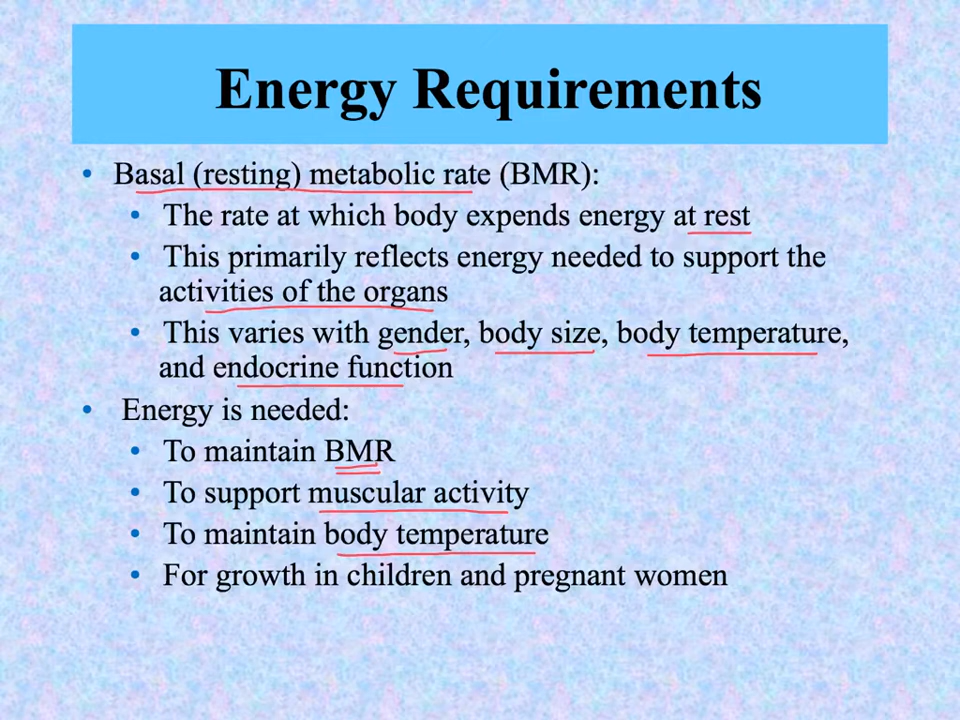 Energy Requirements
• Basal (resting) metabolic rate (BMR):
• The rate at which body expends energy at rest
• This primarily reflects energy needed to support the
activities of the organs
• This varies with gender, body size, body temperature,
and endocrine function
• Energy is needed:
• To maintain BMR
• To support muscular activity
• To maintain body temperature
• For growth in children and pregnant women